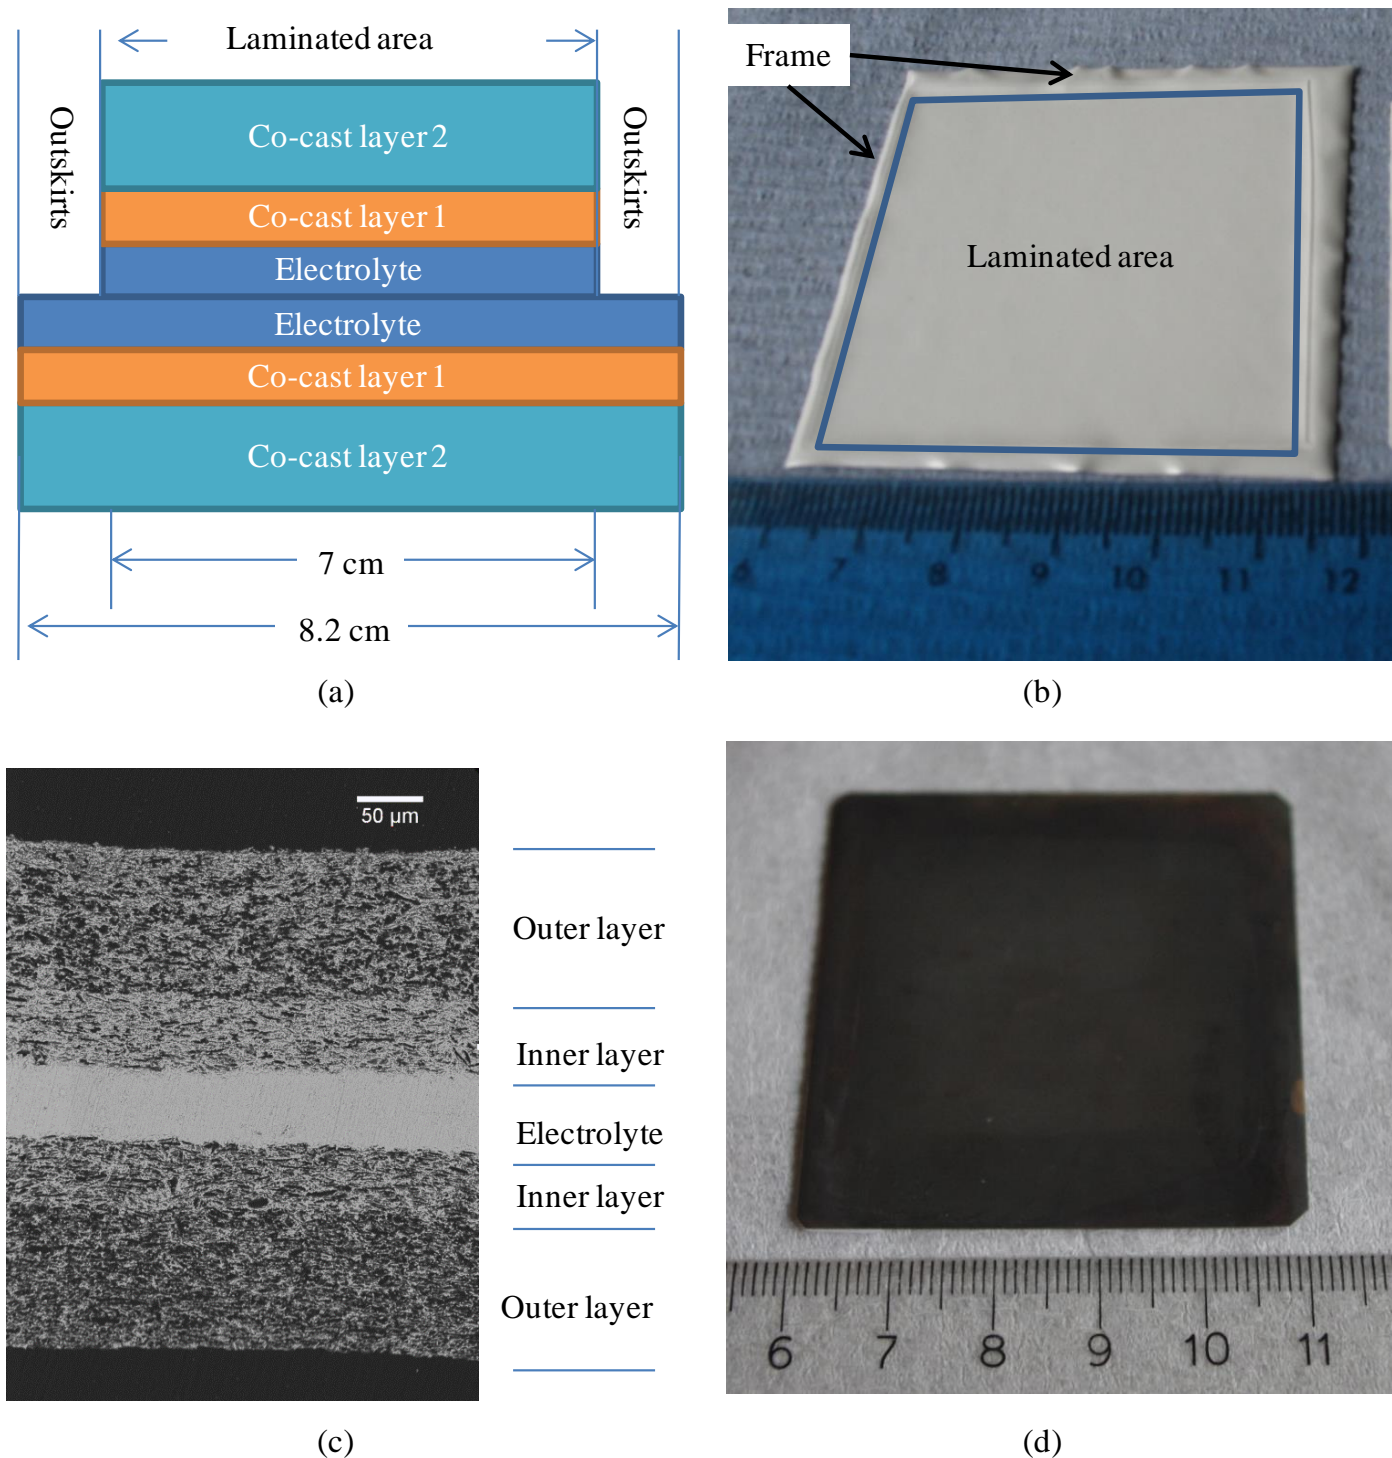 Laminated area
Outskirts
Outskirts
Co-cast layer 2
Co-cast layer 1
Electrolyte
Electrolyte
Co-cast layer 1
Co-cast layer 2
7 cm
8.2 cm
(a)
Frame
Laminated area
6 7 8 9 10 11 12
(b)
50 µm
Outer layer
Inner layer
Electrolyte
Inner layer
Outer layer
(c)
6 7 8 9 10 11
(d)